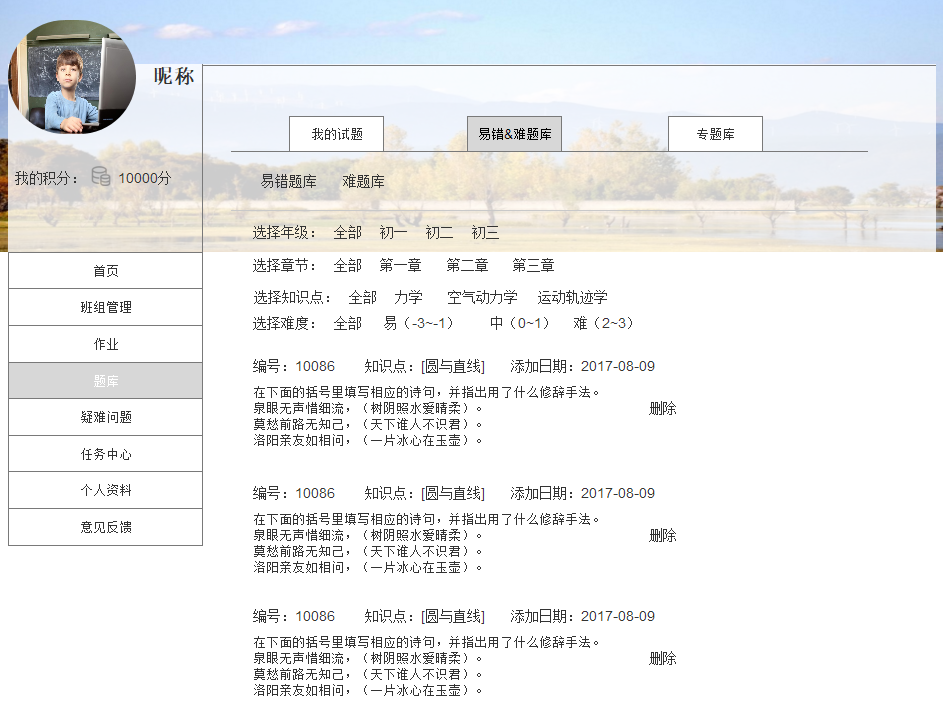 昵称
我的积分： 10000分
首页
班组管理
作业
题库
疑难问题
任务中心
个人资料
意见反馈
我的试题 易错&难题库 专题库
易错题库 难题库
选择年级： 全部 初一 初二 初三
选择章节： 全部 第一章 第二章 第三章
选择知识点： 全部 力学 空气动力学 运动轨迹学
选择难度： 全部 易（-3~-1） 中（0~1） 难（2~3）
编号：10086 知识点：[圆与直线] 添加日期：2017-08-09
在下面的括号里填写相应的诗句，并指出用了什么修辞手法。
泉眼无声惜细流，（树阴照水爱晴柔）。 删除
莫愁前路无知己，（天下谁人不识君）。
洛阳亲友如相问，（一片冰心在玉壶）。
编号：10086 知识点：[圆与直线] 添加日期：2017-08-09
在下面的括号里填写相应的诗句，并指出用了什么修辞手法。
泉眼无声惜细流，（树阴照水爱晴柔）。 删除
莫愁前路无知己，（天下谁人不识君）。
洛阳亲友如相问，（一片冰心在玉壶）。
编号：10086 知识点：[圆与直线] 添加日期：2017-08-09
在下面的括号里填写相应的诗句，并指出用了什么修辞手法。
泉眼无声惜细流，（树阴照水爱晴柔）。 删除
莫愁前路无知己，（天下谁人不识君）。
洛阳亲友如相问，（一片冰心在玉壶）。